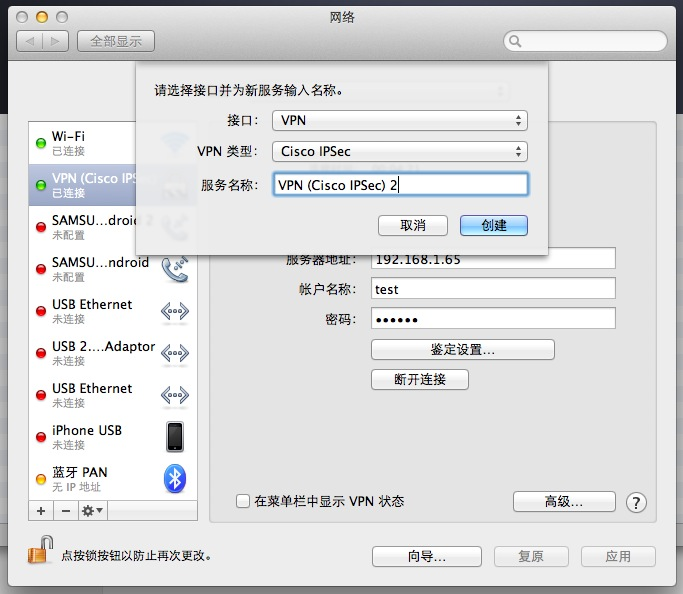 网络
全部显示
请选择接口并为新服务输入名称。
接口： VPN
VPN 类型： Cisco IPSec
服务名称： VPN (Cisco IPSec) 2
取消 创建
Wi-Fi
已连接
VPN (Cisco IPS
已连接
SAMSU...droid 2
未配置
SAMSU...ndroid
未配置
USB Ethernet
未连接
USB 2....Adaptor
未连接
USB Ethernet
未连接
iPhone USB
未连接
蓝牙 PAN
无 IP 地址
服务器地址： 192.168.1.65
帐户名称： test
密码： ••••••
鉴定设置...
断开连接
在菜单栏中显示 VPN 状态
高级...
?
点按锁按钮以防止再次更改。
向导...
复原
应用